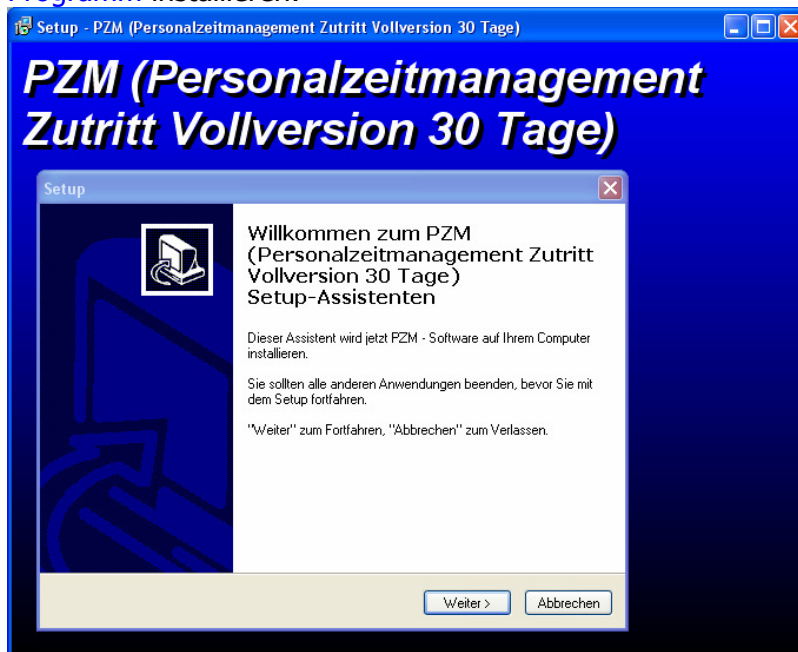 Programm installieren.
Setup - PZM (Personalzeitmanagement Zutritt Vollversion 30 Tage)
PZM (Personalzeitmanagement
Zutritt Vollversion 30 Tage)
Setup
Willkommen zum PZM
(Personalzeitmanagement Zutritt
Vollversion 30 Tage)
Setup-Assistenten
Dieser Assistent wird jetzt PZM - Software auf Ihrem Computer
installieren.
Sie sollten alle anderen Anwendungen beenden, bevor Sie mit
dem Setup fortfahren.
"Weiter" zum Fortfahren, "Abbrechen" zum Verlassen.
Weiter >
Abbrechen